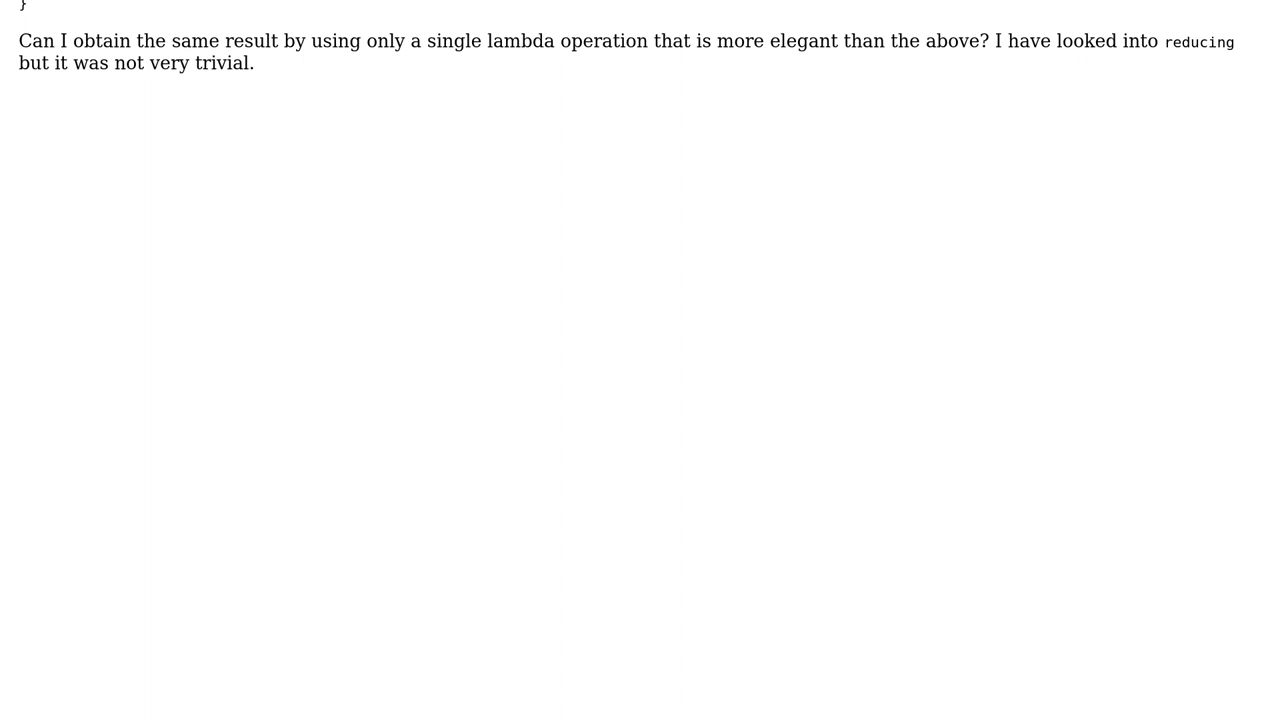 }
Can I obtain the same result by using only a single lambda operation that is more elegant than the above? I have looked into reducing
but it was not very trivial.